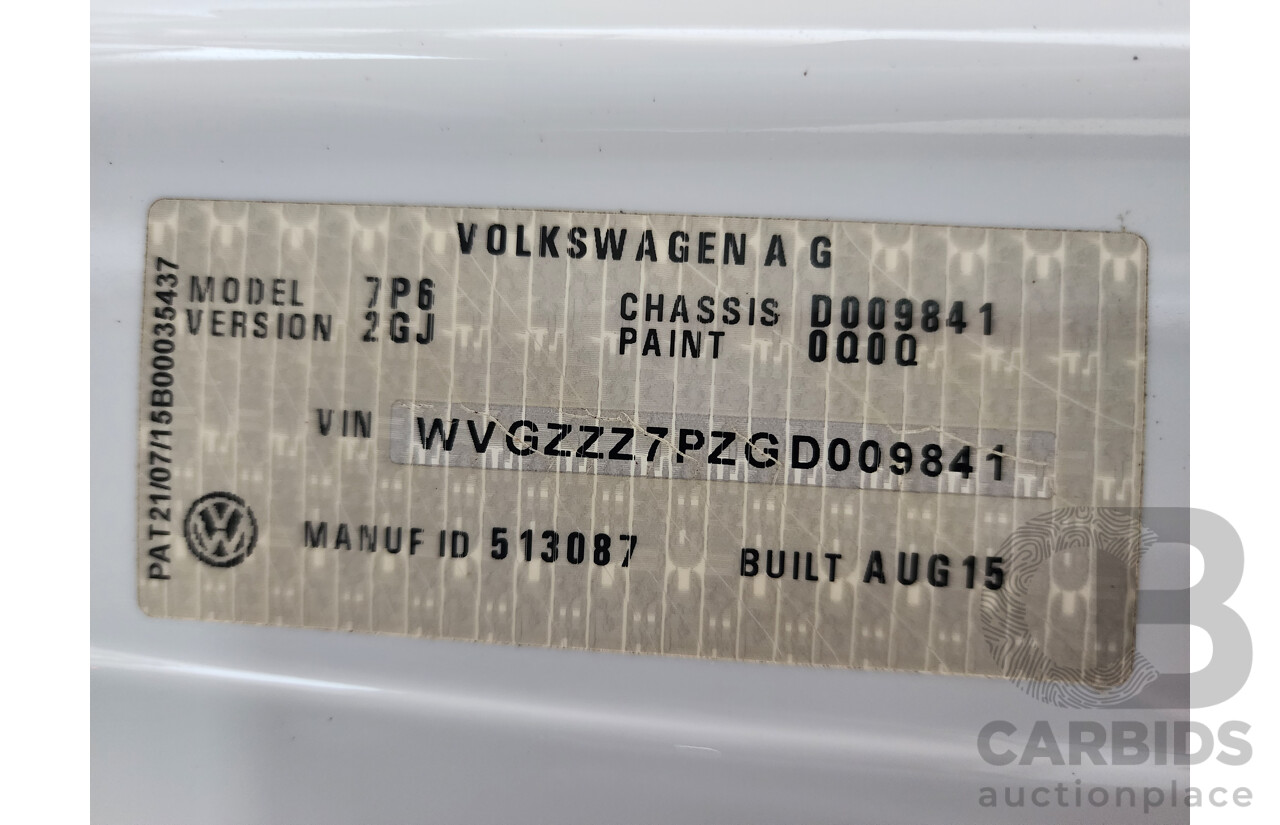 VOLKSWAGEN A G
MODEL 7P6
VERSION 2GJ
CHASSIS D009841
PAINT 0Q0Q
VIN WVGZZZ7PZGD009841
MANUF ID 513087
BUILT AUG15
PAT21/07/15B00035437
CB
CARBIDS
auctionplace